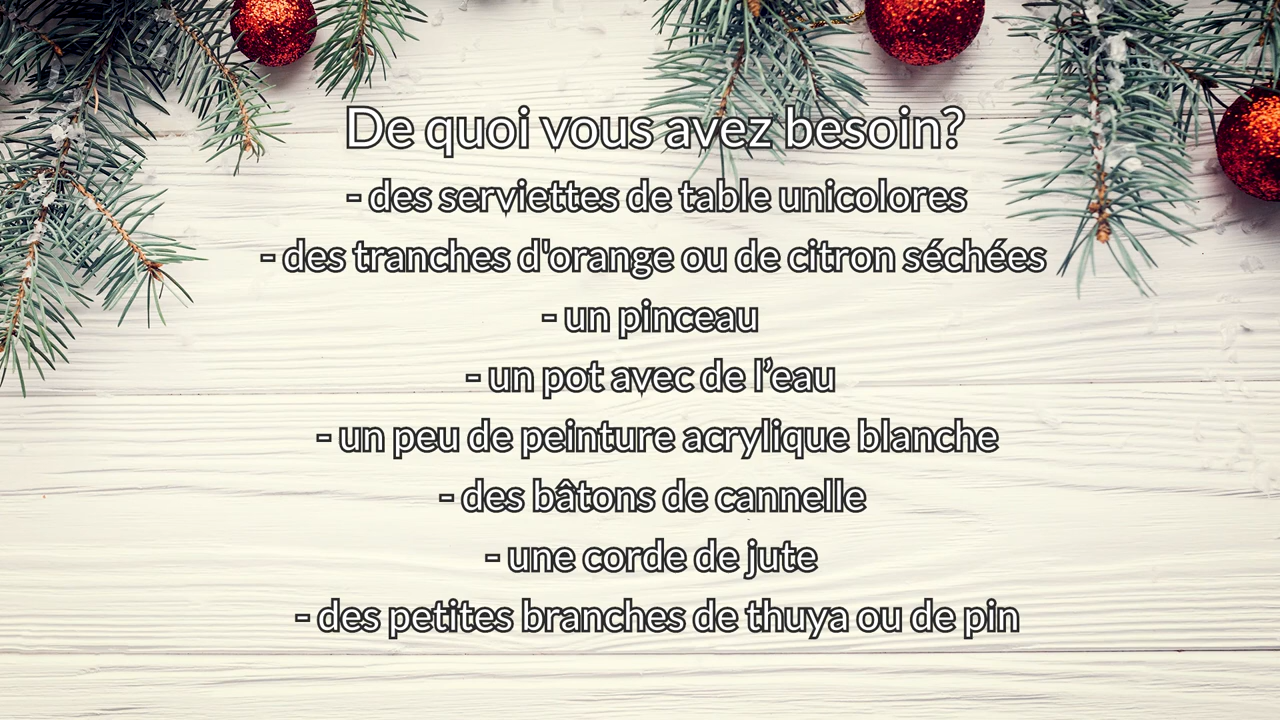 De quoi vous avez besoin?
- des serviettes de table unicolores
- des tranches d'orange ou de citron séchées
- un pinceau
- un pot avec de l’eau
- un peu de peinture acrylique blanche
- des bâtons de cannelle
- une corde de jute
- des petites branches de thuya ou de pin